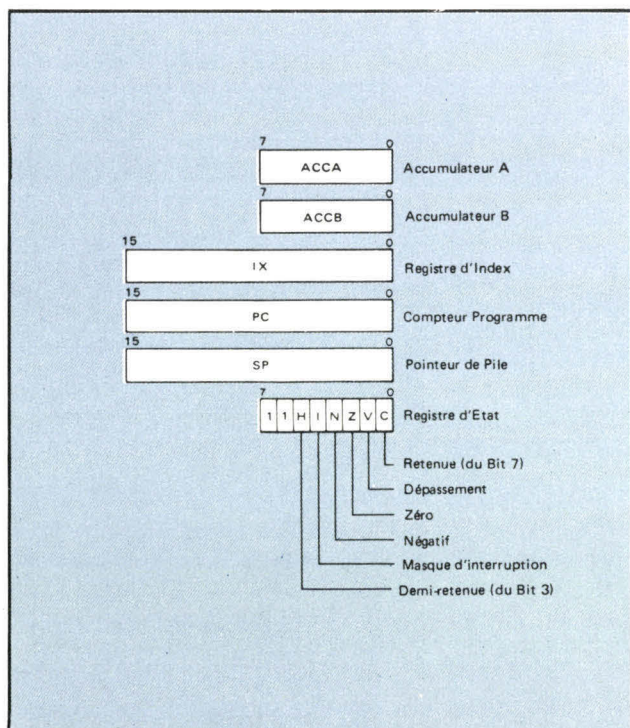 7 0
ACCA Accumulateur A
7 0
ACCB Accumulateur B
15 0
IX Registre d'Index
15 0
PC Compteur Programme
15 0
SP Pointeur de Pile
7 0
1 1 H I N Z V C Registre d'Etat
Retenue (du Bit 7)
Dépassement
Zéro
Négatif
Masque d'interruption
Demi-retenue (du Bit 3)